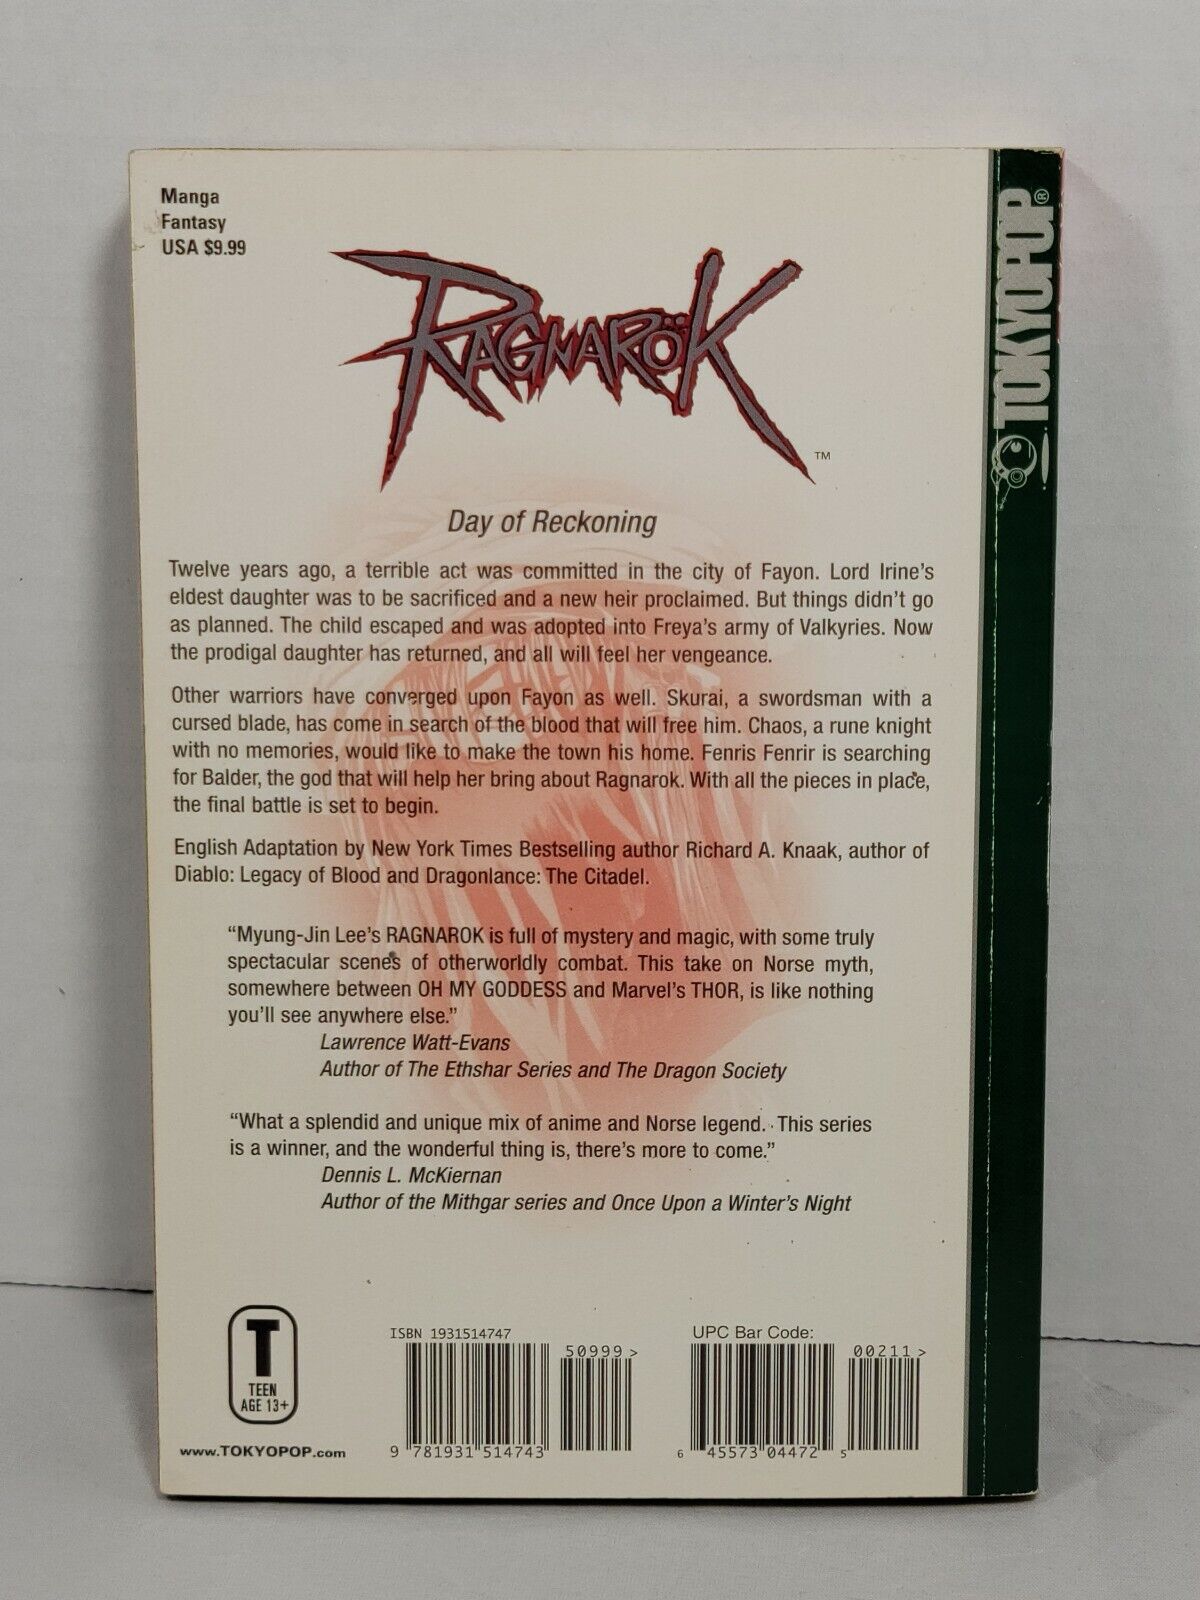 Manga
Fantasy
USA $9.99
TOKYOPOP®
RAGNARÖK
TM
Day of Reckoning
Twelve years ago, a terrible act was committed in the city of Fayon. Lord Irine's
eldest daughter was to be sacrificed and a new heir proclaimed. But things didn't go
as planned. The child escaped and was adopted into Freya's army of Valkyries. Now
the prodigal daughter has returned, and all will feel her vengeance.
Other warriors have converged upon Fayon as well. Skurai, a swordsman with a
cursed blade, has come in search of the blood that will free him. Chaos, a rune knight
with no memories, would like to make the town his home. Fenris Fenrir is searching
for Balder, the god that will help her bring about Ragnarok. With all the pieces in place,
the final battle is set to begin.
English Adaptation by New York Times Bestselling author Richard A. Knaak, author of
Diablo: Legacy of Blood and Dragonlance: The Citadel.
“Myung-Jin Lee's RAGNAROK is full of mystery and magic, with some truly
spectacular scenes of otherworldly combat. This take on Norse myth,
somewhere between OH MY GODDESS and Marvel's THOR, is like nothing
you'll see anywhere else.”
Lawrence Watt-Evans
Author of The Ethshar Series and The Dragon Society
“What a splendid and unique mix of anime and Norse legend. This series
is a winner, and the wonderful thing is, there's more to come.”
Dennis L. McKiernan
Author of the Mithgar series and Once Upon a Winter's Night
T
TEEN
AGE 13+
www.TOKYOPOP.com
ISBN 1931514747
50999>
9 781931 514743
UPC Bar Code:
00211>
6 45573 04472 5